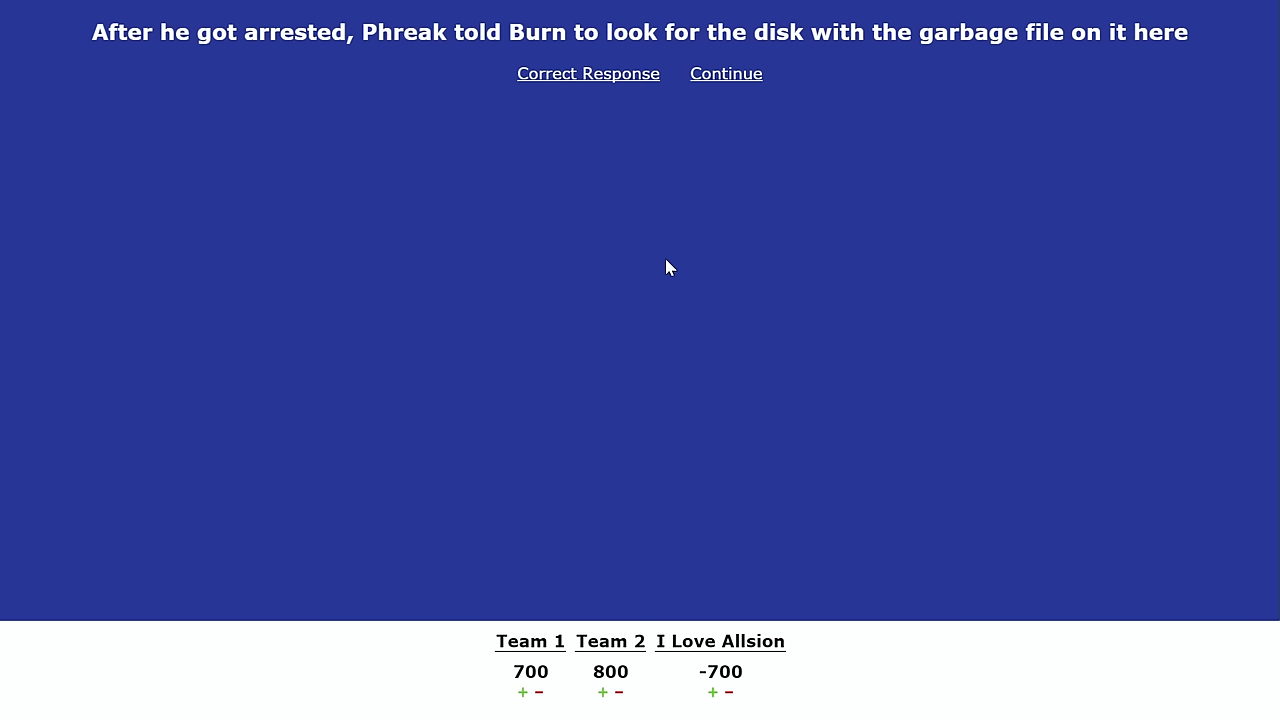 After he got arrested, Phreak told Burn to look for the disk with the garbage file on it here
Correct Response Continue
Team 1 Team 2 I Love Allsion
700 800 -700
+ - + - + -